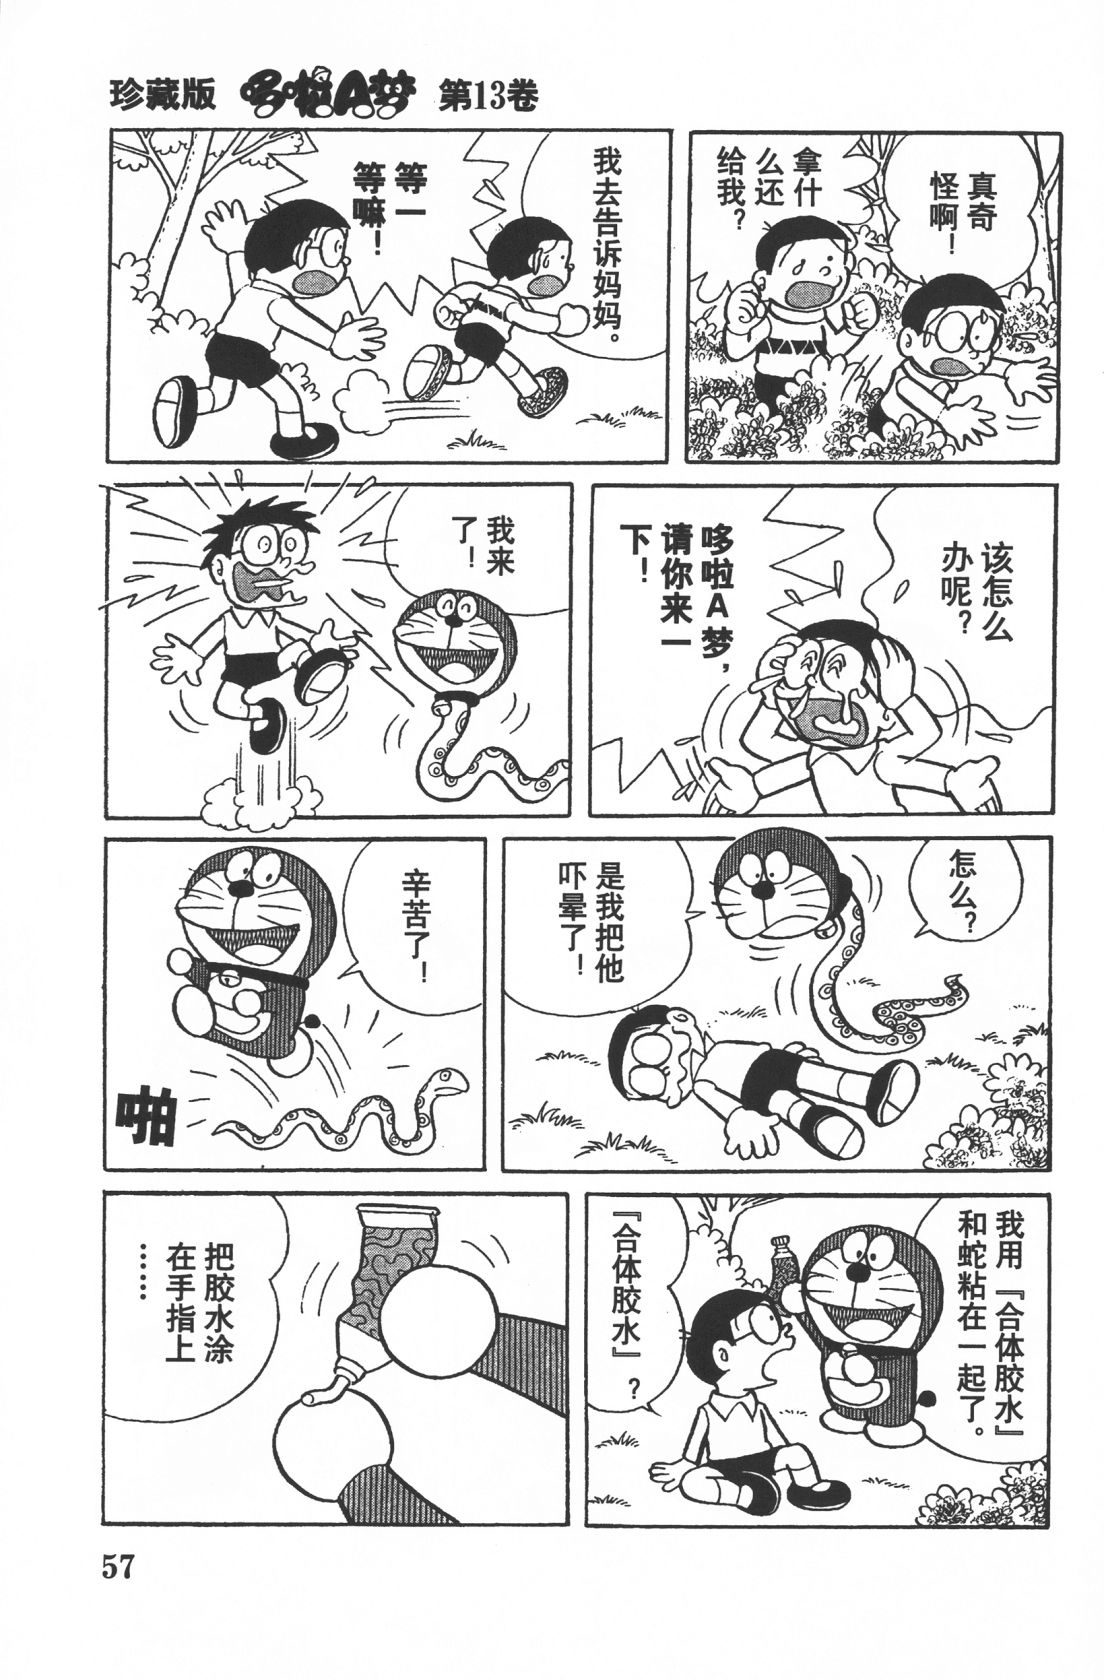 珍藏版 哆啦A梦 第13卷
真奇
怪啊！
拿什
么还
给我？
我去告诉妈妈。
等一
等嘛！
该怎么
办呢？
哆啦A梦，
请你来一
下！
我来
了！
怎么？
是我把他
吓晕了！
辛苦了！
啪
我用『合体胶水』
和蛇粘在一起了。
『合体胶水』？
把胶水涂
在手指上
……
57